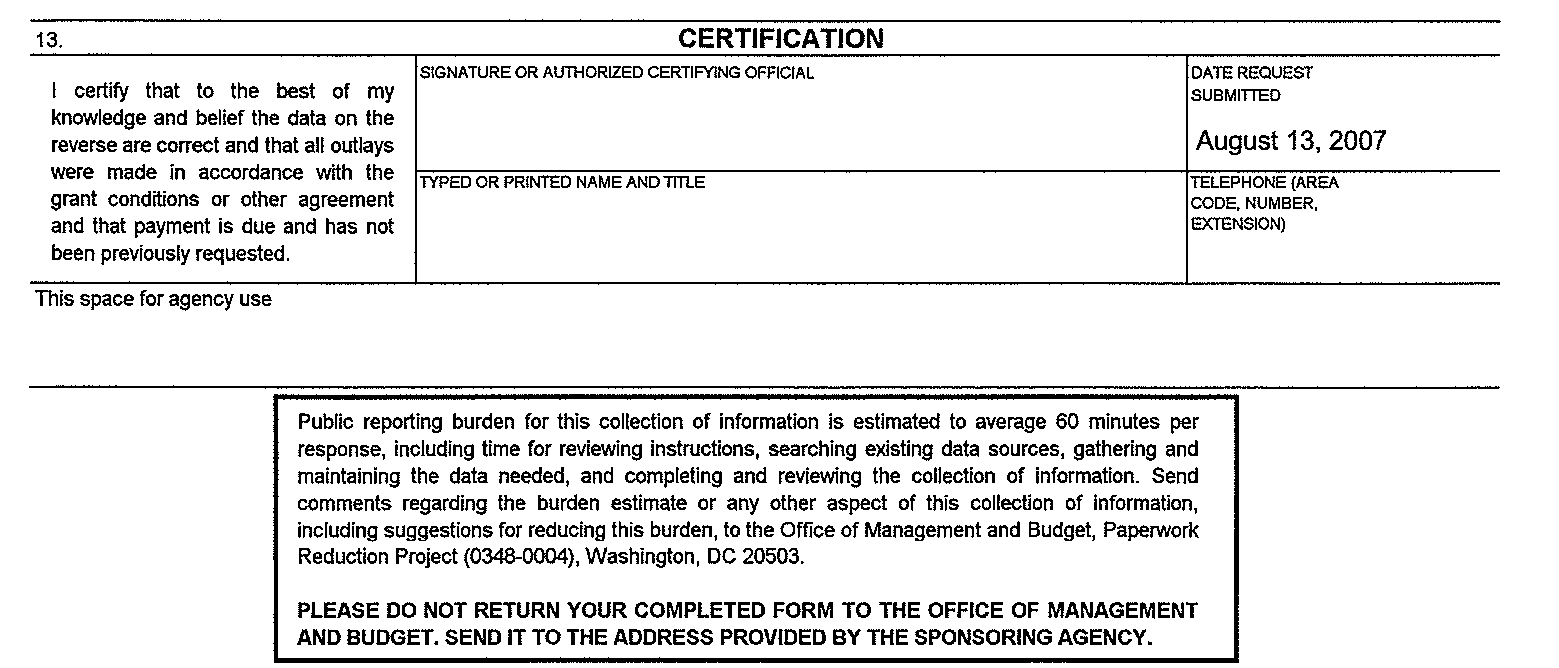 13.
CERTIFICATION
I certify that to the best of my
knowledge and belief the data on the
reverse are correct and that all outlays
were made in accordance with the
grant conditions or other agreement
and that payment is due and has not
been previously requested.
SIGNATURE OR AUTHORIZED CERTIFYING OFFICIAL
DATE REQUEST
SUBMITTED
August 13, 2007
TYPED OR PRINTED NAME AND TITLE
TELEPHONE (AREA
CODE, NUMBER,
EXTENSION)
This space for agency use
Public reporting burden for this collection of information is estimated to average 60 minutes per
response, including time for reviewing instructions, searching existing data sources, gathering and
maintaining the data needed, and completing and reviewing the collection of information. Send
comments regarding the burden estimate or any other aspect of this collection of information,
including suggestions for reducing this burden, to the Office of Management and Budget, Paperwork
Reduction Project (0348-0004), Washington, DC 20503.
PLEASE DO NOT RETURN YOUR COMPLETED FORM TO THE OFFICE OF MANAGEMENT
AND BUDGET. SEND IT TO THE ADDRESS PROVIDED BY THE SPONSORING AGENCY.